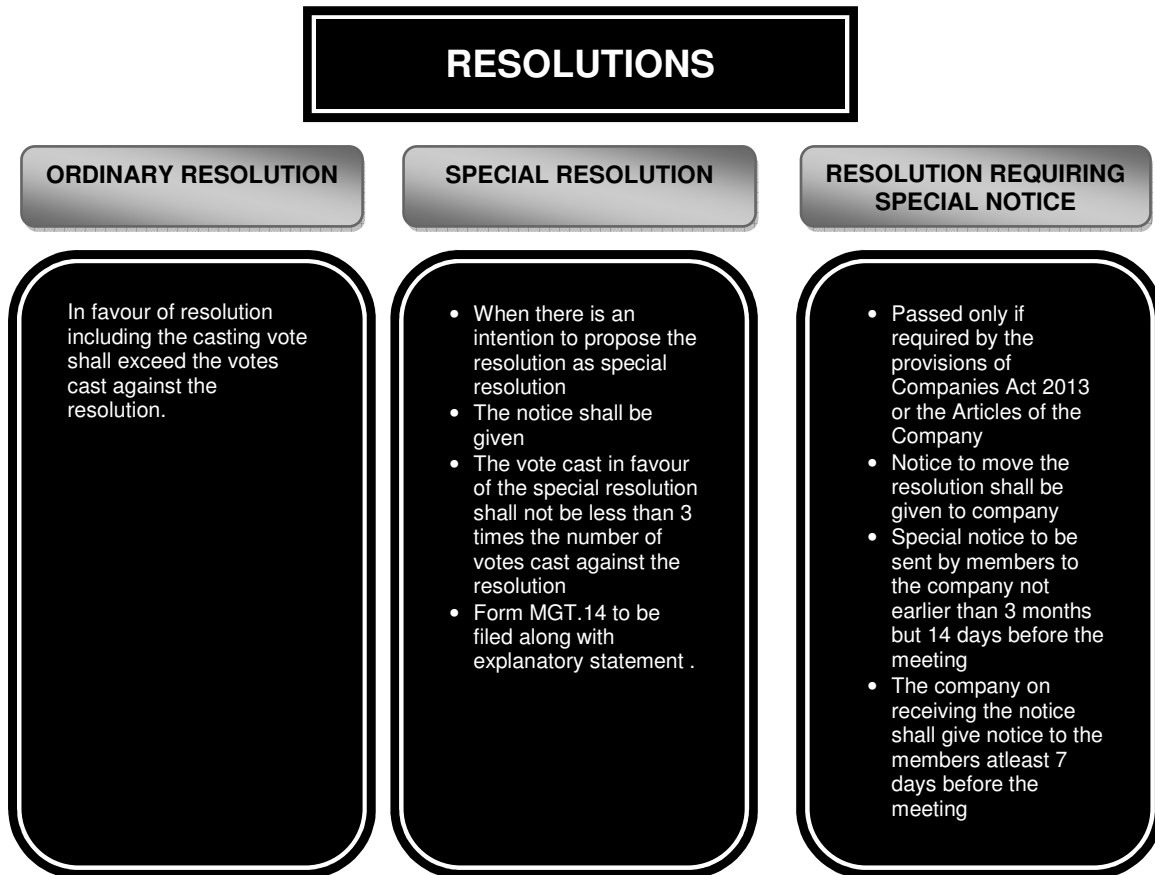 RESOLUTIONS
ORDINARY RESOLUTION
In favour of resolution
including the casting vote
shall exceed the votes
cast against the
resolution.
SPECIAL RESOLUTION
• When there is an
intention to propose the
resolution as special
resolution
• The notice shall be
given
• The vote cast in favour
of the special resolution
shall not be less than 3
times the number of
votes cast against the
resolution
• Form MGT.14 to be
filed along with
explanatory statement .
RESOLUTION REQUIRING
SPECIAL NOTICE
• Passed only if
required by the
provisions of
Companies Act 2013
or the Articles of the
Company
• Notice to move the
resolution shall be
given to company
• Special notice to be
sent by members to
the company not
earlier than 3 months
but 14 days before the
meeting
• The company on
receiving the notice
shall give notice to the
members atleast 7
days before the
meeting